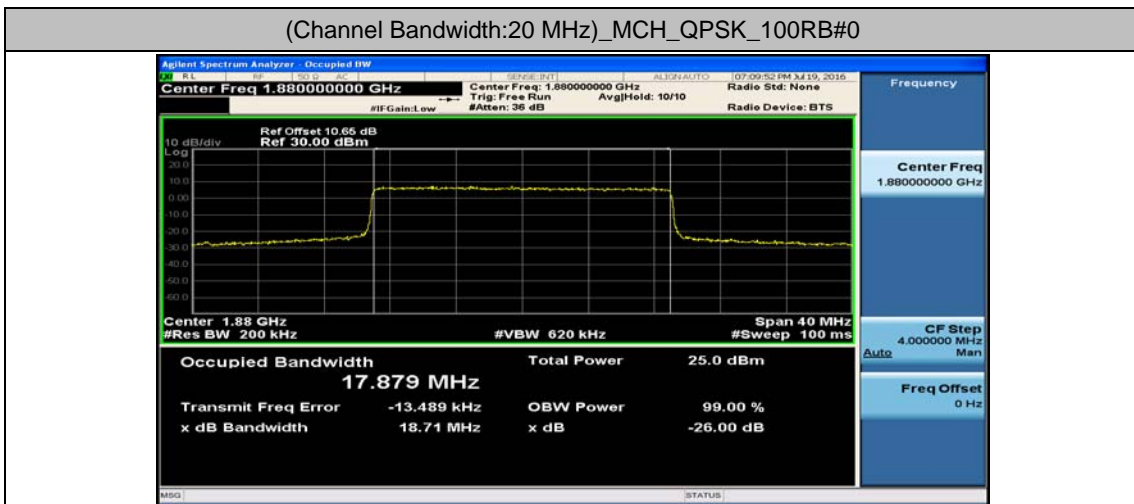 (Channel Bandwidth:20 MHz)_MCH_QPSK_100RB#0
Agilent Spectrum Analyzer - Occupied BW
RL RF 50 Ω AC SENSE:INT ALIGN AUTO 07:09:52 PM Jul 19, 2016
Center Freq 1.880000000 GHz
Center Freq: 1.880000000 GHz
Radio Std: None
Trig: Free Run Avg|Hold: 10/10
#IFGain:Low
#Atten: 36 dB
Radio Device: BTS
Ref Offset 10.65 dB
10 dB/div Ref 30.00 dBm
Log
20.0
10.0
0.00
-10.0
-20.0
-30.0
-40.0
-50.0
-60.0
Center 1.88 GHz Span 40 MHz
#Res BW 200 kHz #VBW 620 kHz #Sweep 100 ms
Occupied Bandwidth Total Power 25.0 dBm
17.879 MHz
Transmit Freq Error -13.489 kHz OBW Power 99.00 %
x dB Bandwidth 18.71 MHz x dB -26.00 dB
MSG STATUS
Frequency
Center Freq
1.880000000 GHz
CF Step
4.000000 MHz
Auto Man
Freq Offset
0 Hz